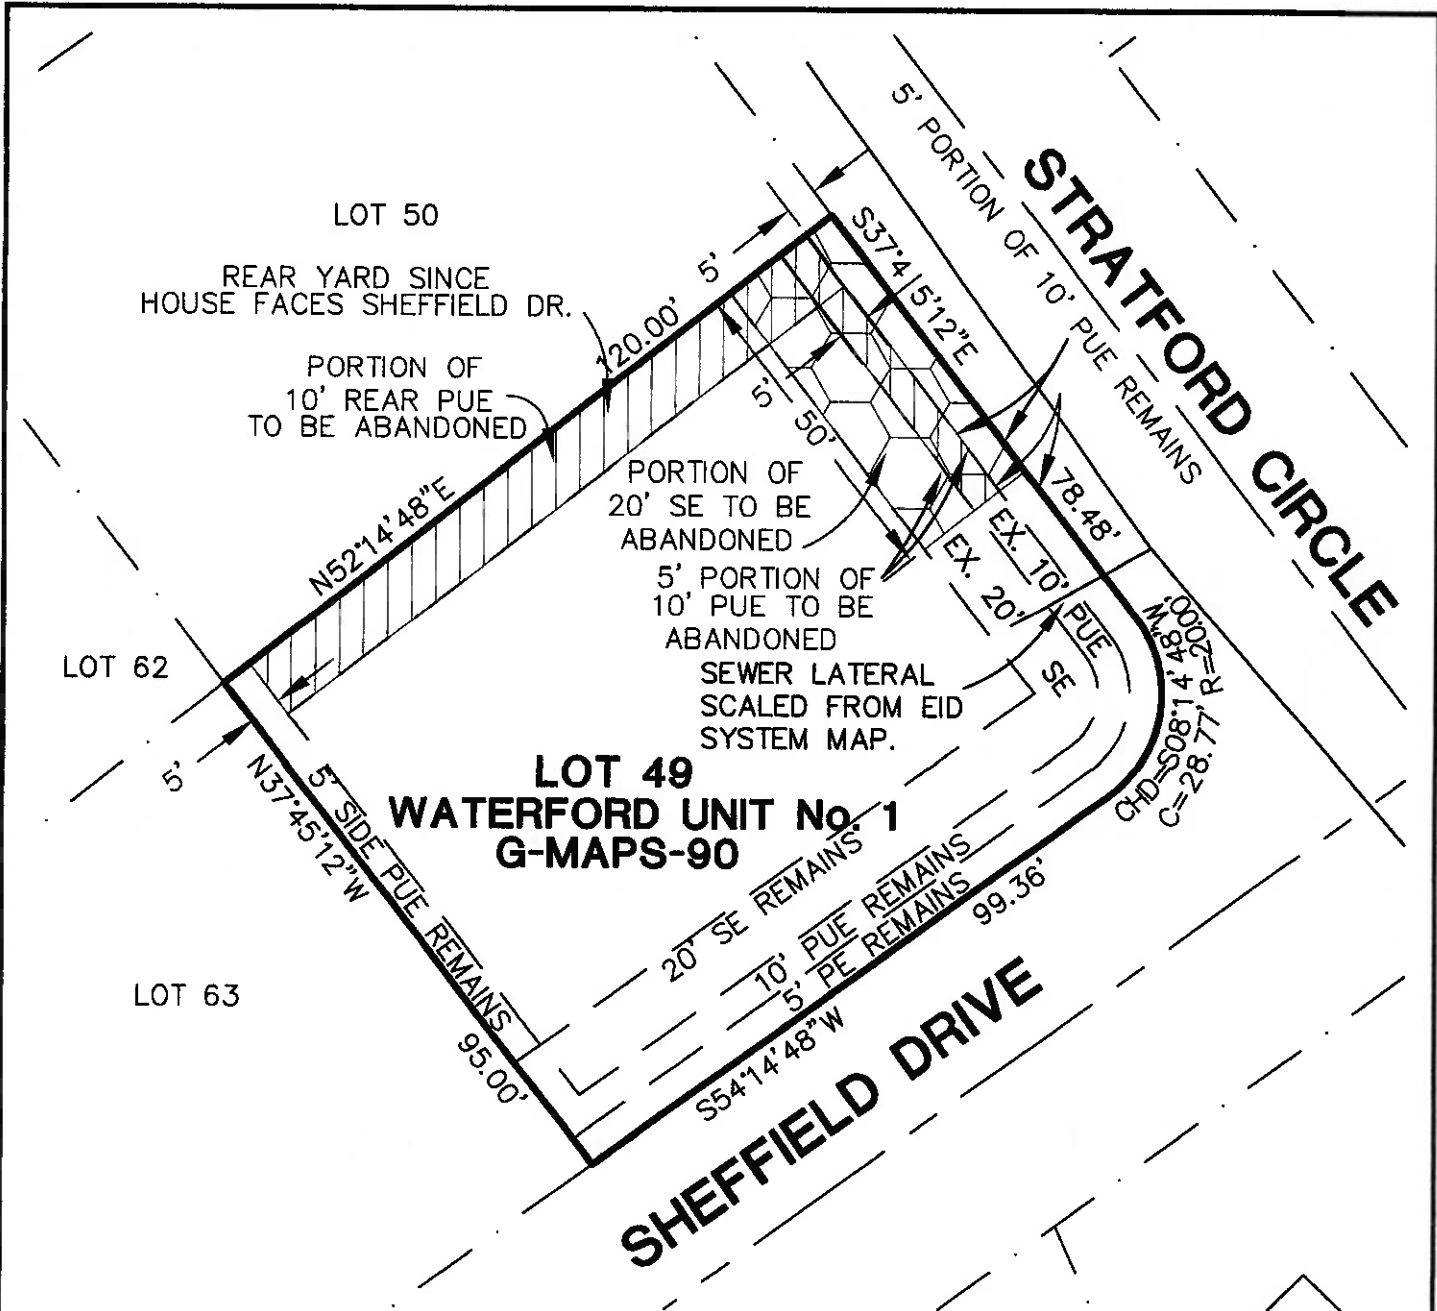 LOT 50
REAR YARD SINCE
HOUSE FACES SHEFFIELD DR.
PORTION OF
10' REAR PUE
TO BE ABANDONED
5'
120.00'
N52°14'48"E
S37°45'12"E
78.48'
5' PORTION OF 10' PUE REMAINS
STRATFORD CIRCLE
5'
50'
PORTION OF
20' SE TO BE
ABANDONED
5' PORTION OF
10' PUE TO BE
ABANDONED
EX. 10' PUE
EX. 20' SE
SEWER LATERAL
SCALED FROM EID
SYSTEM MAP.
LOT 62
5'
N37°45'12"W
5' SIDE PUE REMAINS
95.00'
LOT 49
WATERFORD UNIT No. 1
G-MAPS-90
R=20.00'
CHD=S08°14'48"W
C=28.77'
20' SE REMAINS
10' PUE REMAINS
5' PE REMAINS
99.36'
S54°14'48"W
LOT 63
SHEFFIELD DRIVE